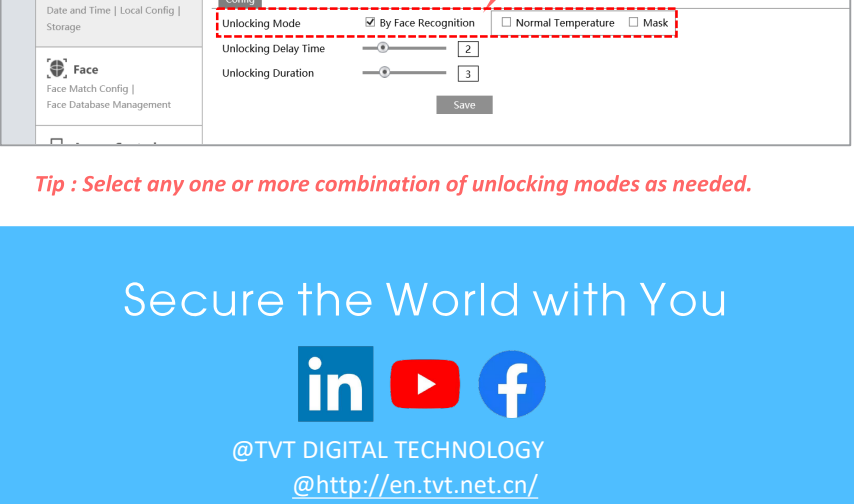 Config
Date and Time | Local Config |
Storage
Unlocking Mode By Face Recognition Normal Temperature Mask
Unlocking Delay Time 2
Unlocking Duration 3
Save
Face
Face Match Config |
Face Database Management
Tip : Select any one or more combination of unlocking modes as needed.
Secure the World with You
in
f
@TVT DIGITAL TECHNOLOGY
@http://en.tvt.net.cn/